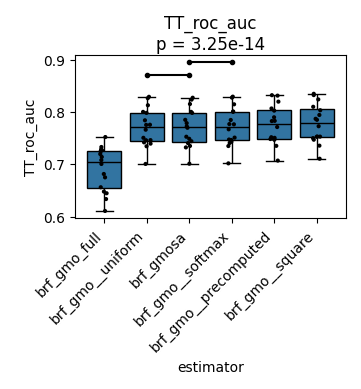 TT_roc_auc
p = 3.25e-14
TT_roc_auc
0.9
0.8
0.7
0.6
brf_gmo_full
brf_gmo__uniform
brf_gmosa
brf_gmo__softmax
brf_gmo__precomputed
brf_gmo__square
estimator